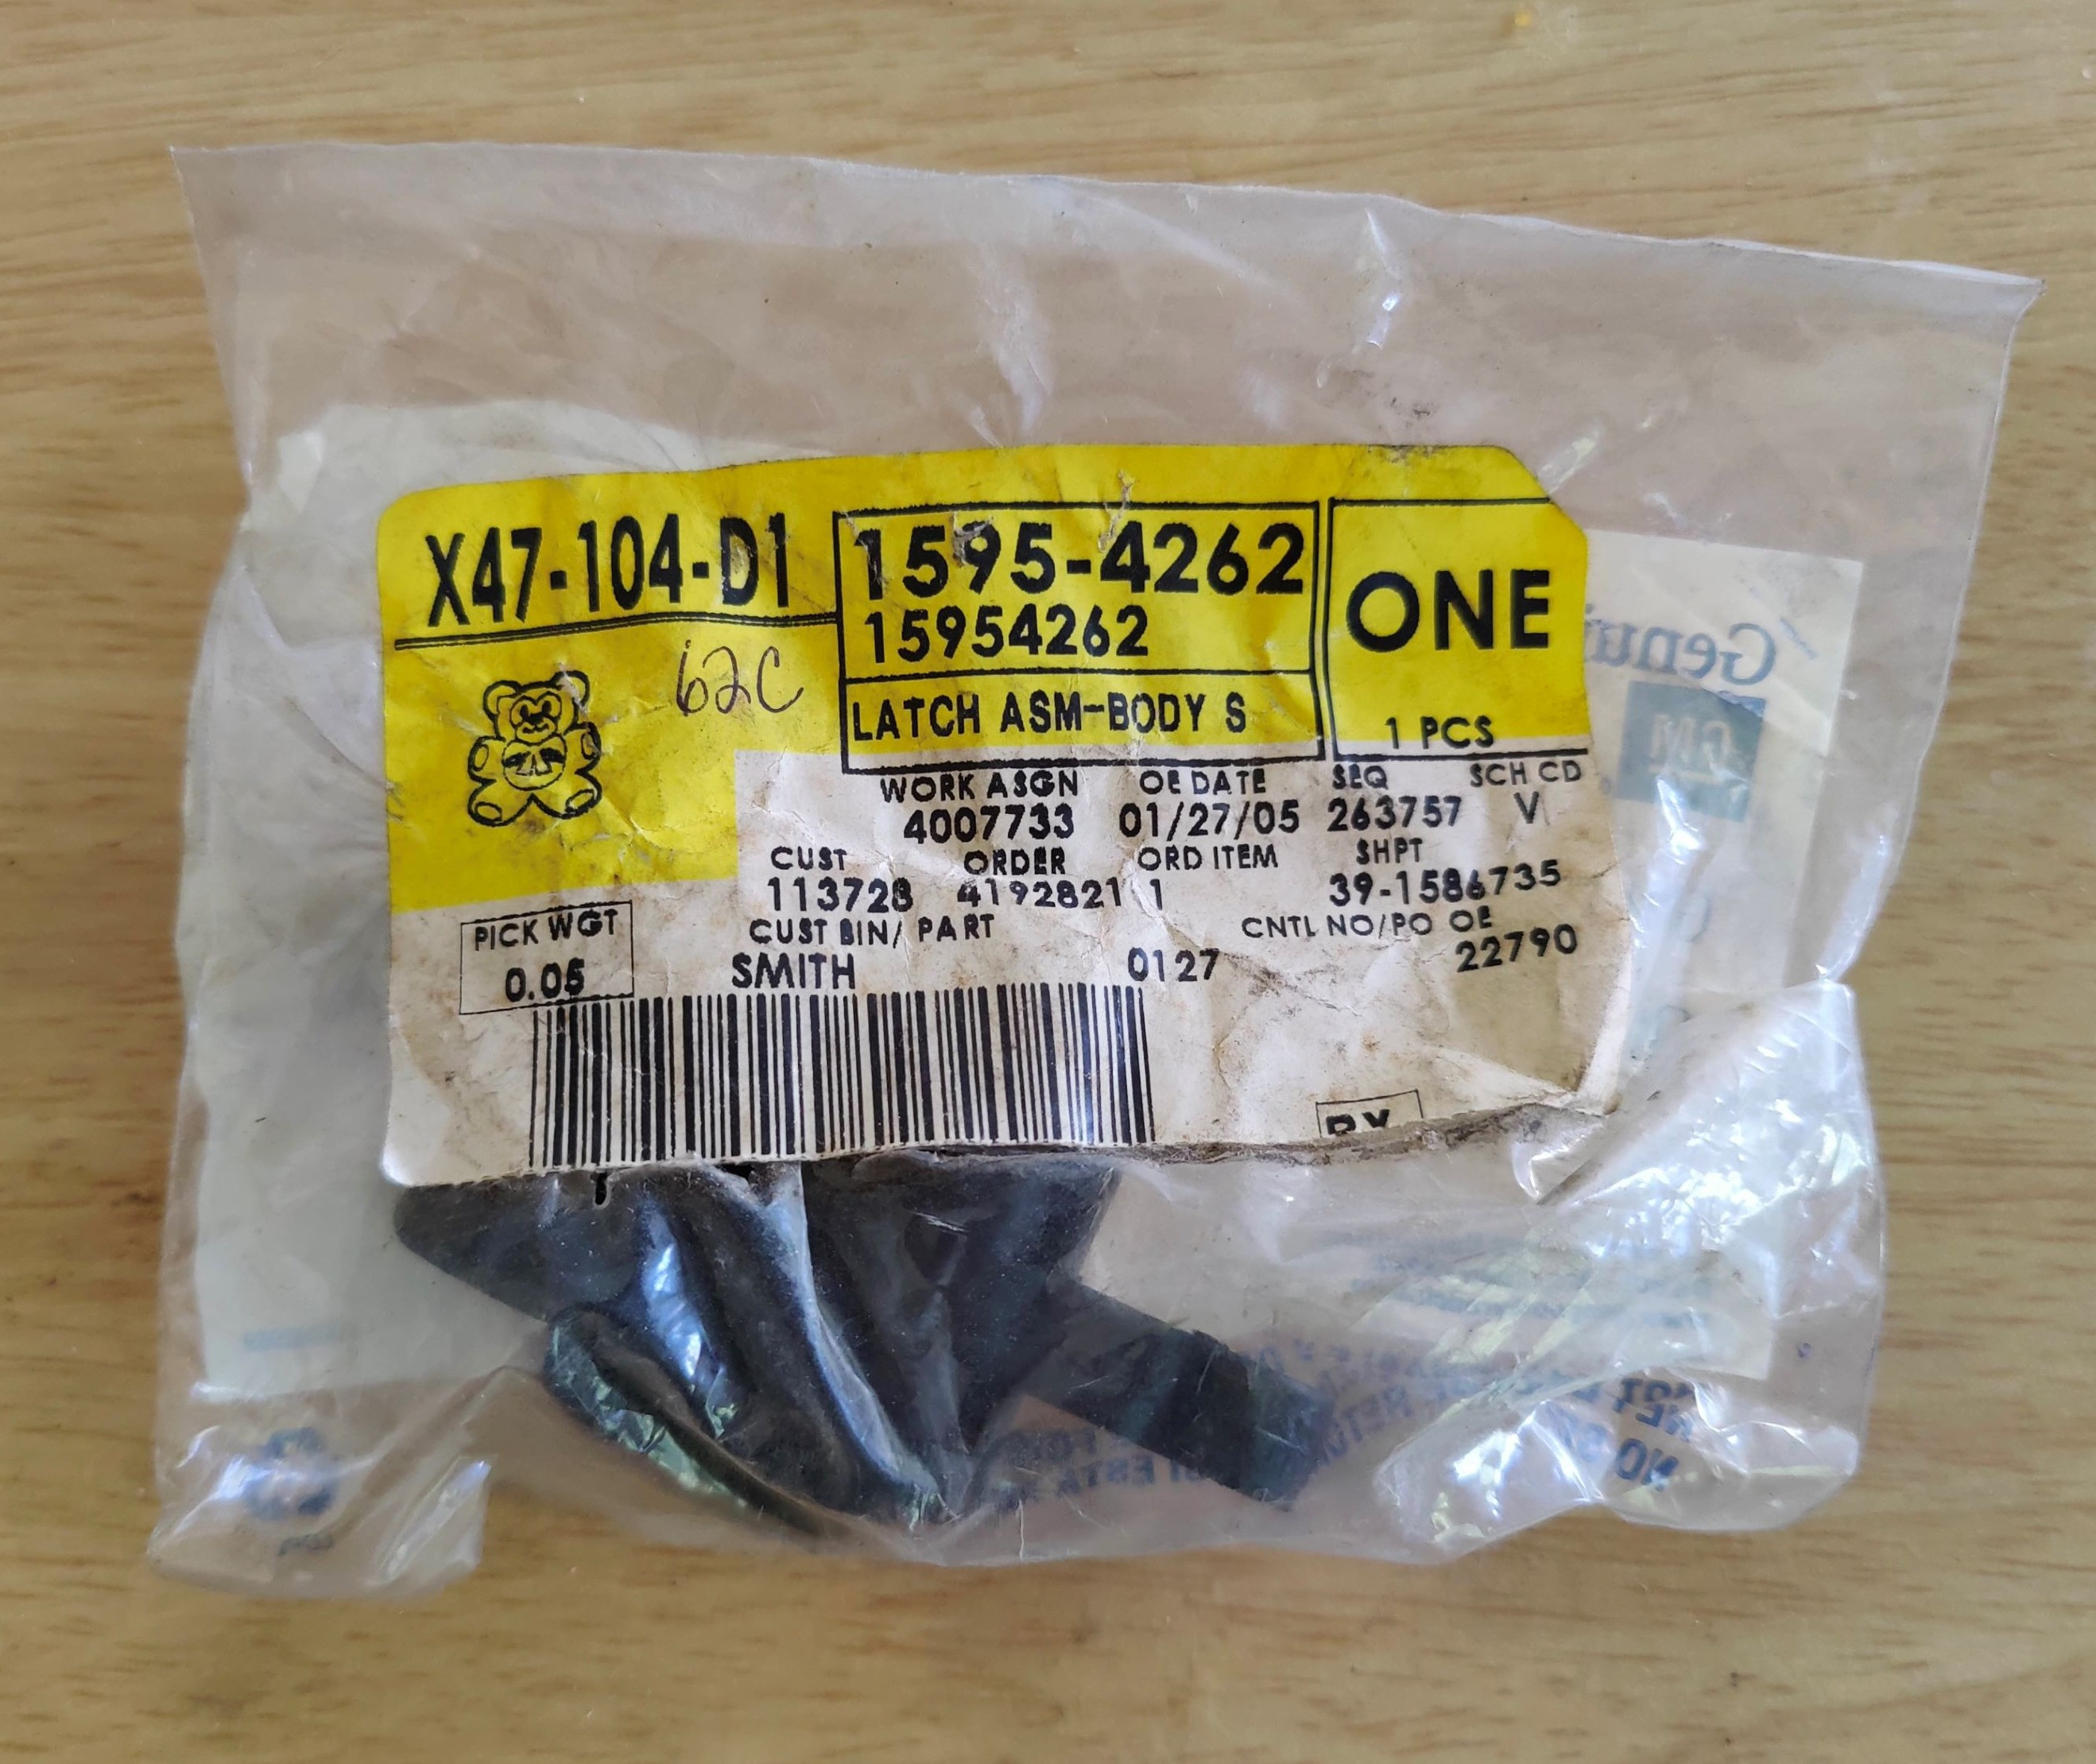 X47-104-D1
1595-4262
15954262
ONE
62C
LATCH ASM-BODY S
1 PCS
WORK ASGN OE DATE SEQ SCH CD
4007733 01/27/05 263757 V
CUST ORDER ORD ITEM SHPT
113728 4192821 1 39-1586735
PICK WGT CUST BIN/ PART CNTL NO/PO OE
0.05 SMITH 0127 22790
Genui
GM